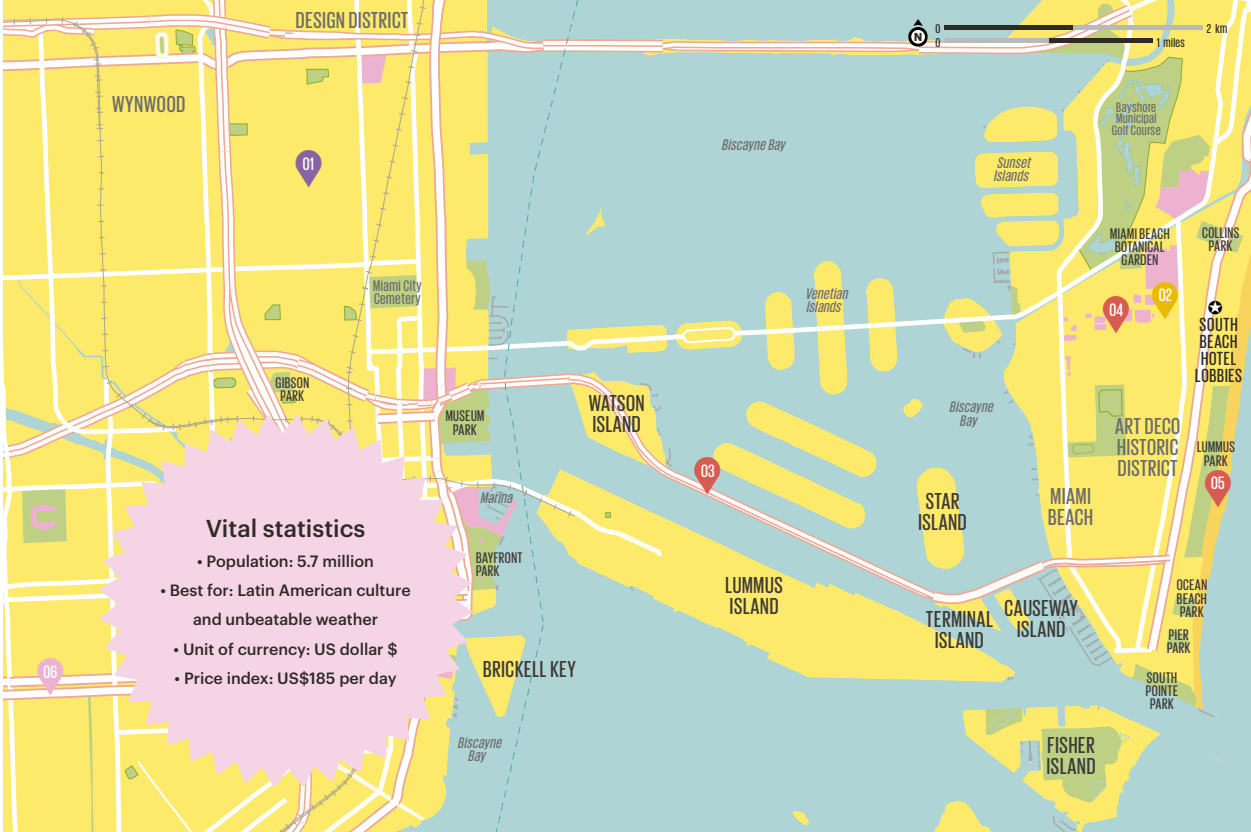 DESIGN DISTRICT
N
0
2 km
0
1 miles
WYNWOOD
01
Biscayne Bay
Bayshore
Municipal
Golf Course
Sunset
Islands
MIAMI BEACH
BOTANICAL
GARDEN
COLLINS
PARK
Miami City
Cemetery
Venetian
Islands
04
02
SOUTH
BEACH
HOTEL
LOBBIES
GIBSON
PARK
MUSEUM
PARK
WATSON
ISLAND
Biscayne
Bay
ART DECO
HISTORIC
DISTRICT
LUMMUS
PARK
03
05
Marina
STAR
ISLAND
MIAMI
BEACH
Vital statistics
• Population: 5.7 million
• Best for: Latin American culture
and unbeatable weather
• Unit of currency: US dollar $
• Price index: US$185 per day
BAYFRONT
PARK
LUMMUS
ISLAND
TERMINAL
ISLAND
CAUSEWAY
ISLAND
OCEAN
BEACH
PARK
PIER
PARK
06
BRICKELL KEY
SOUTH
POINTE
PARK
Biscayne
Bay
FISHER
ISLAND